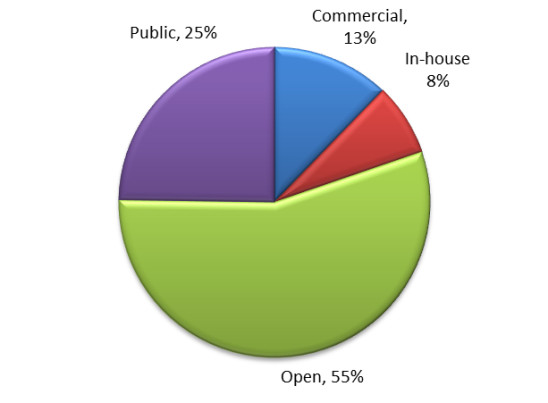 Commercial,
13%
Public, 25%
In-house
8%
Open, 55%